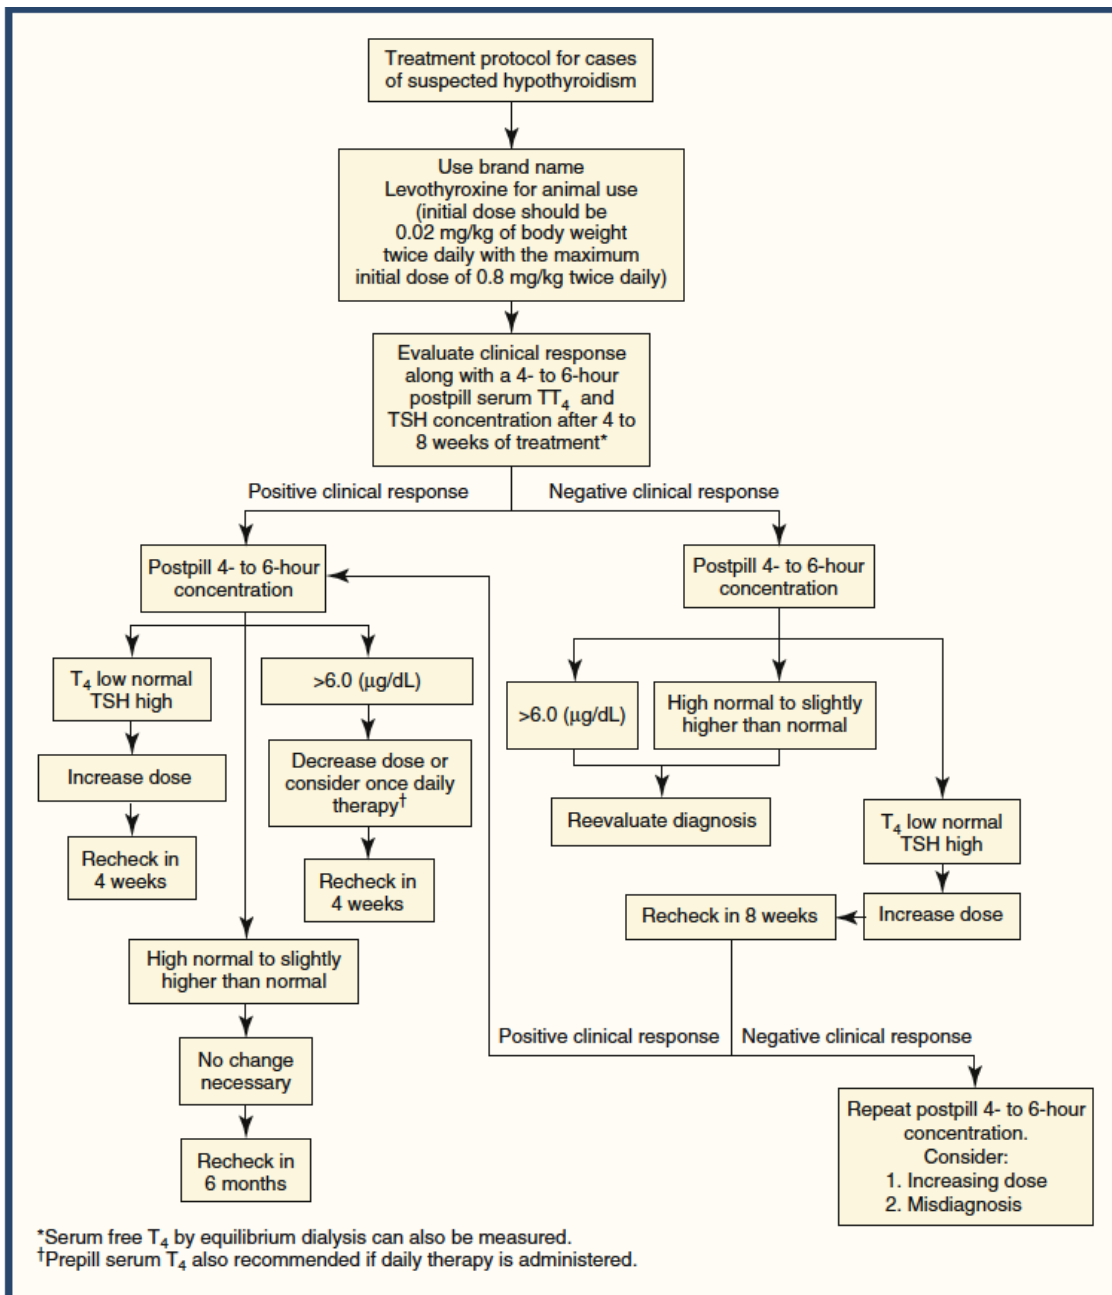 Treatment protocol for cases
of suspected hypothyroidism
Use brand name
Levothyroxine for animal use
(initial dose should be
0.02 mg/kg of body weight
twice daily with the maximum
initial dose of 0.8 mg/kg twice daily)
Evaluate clinical response
along with a 4- to 6-hour
postpill serum TT₄ and
TSH concentration after 4 to
8 weeks of treatment*
Positive clinical response
Negative clinical response
Postpill 4- to 6-hour
concentration
T₄ low normal
TSH high
Increase dose
Recheck in
4 weeks
>6.0 (µg/dL)
Decrease dose or
consider once daily
therapy†
Recheck in
4 weeks
High normal to slightly
higher than normal
No change
necessary
Recheck in
6 months
Postpill 4- to 6-hour
concentration
>6.0 (µg/dL)
High normal to slightly
higher than normal
Reevaluate diagnosis
T₄ low normal
TSH high
Increase dose
Recheck in 8 weeks
Positive clinical response
Negative clinical response
Repeat postpill 4- to 6-hour
concentration.
Consider:
1. Increasing dose
2. Misdiagnosis
*Serum free T₄ by equilibrium dialysis can also be measured.
†Prepill serum T₄ also recommended if daily therapy is administered.